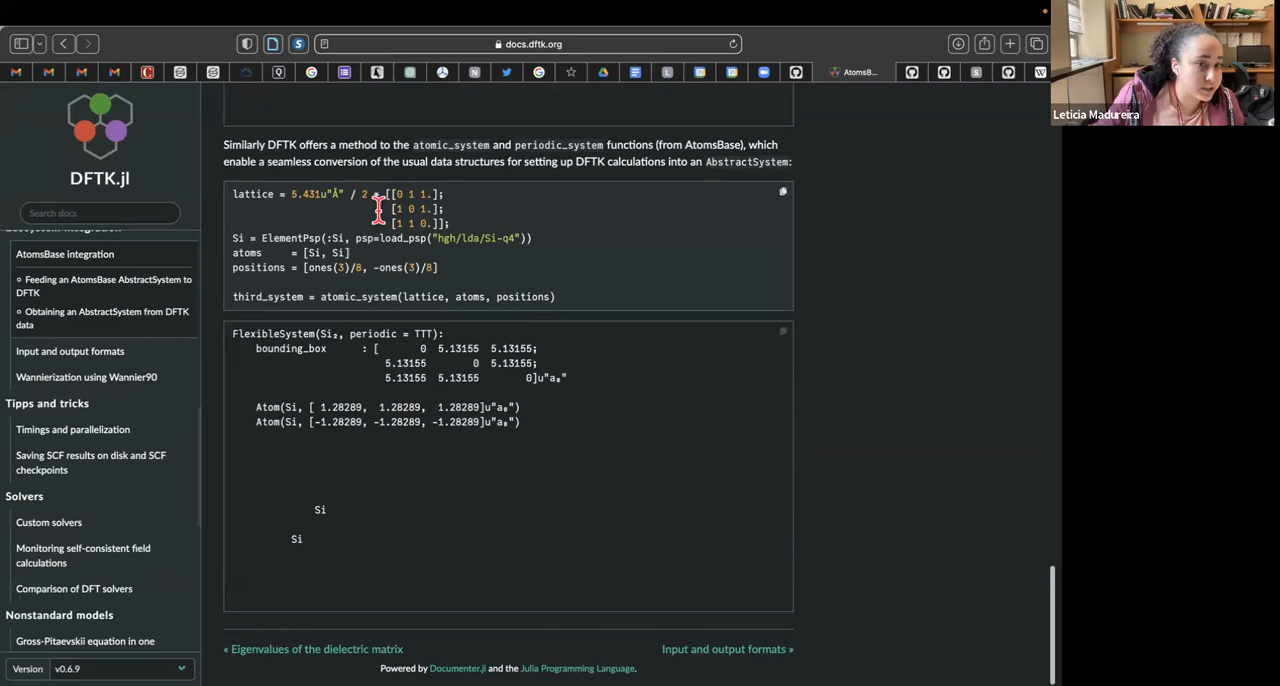 docs.dftk.org
AtomsB...
Leticia Madureira
DFTK.jl
Search docs
AtomsBase integration
Feeding an AtomsBase AbstractSystem to
DFTK
Obtaining an AbstractSystem from DFTK
data
Input and output formats
Wannierization using Wannier90
Tipps and tricks
Timings and parallelization
Saving SCF results on disk and SCF
checkpoints
Solvers
Custom solvers
Monitoring self-consistent field
calculations
Comparison of DFT solvers
Nonstandard models
Gross-Pitaevskii equation in one
Version v0.6.9
Similarly DFTK offers a method to the atomic_system and periodic_system functions (from AtomsBase), which
enable a seamless conversion of the usual data structures for setting up DFTK calculations into an AbstractSystem:
lattice = 5.431u"Å" / 2 * [[0 1 1.];
[1 0 1.];
[1 1 0.]];
Si = ElementPsp(:Si, psp=load_psp("hgh/lda/Si-q4"))
atoms = [Si, Si]
positions = [ones(3)/8, -ones(3)/8]
third_system = atomic_system(lattice, atoms, positions)
FlexibleSystem(Si₂, periodic = TTT):
bounding_box : [ 0 5.13155 5.13155;
5.13155 0 5.13155;
5.13155 5.13155 0]u"a₀"
Atom(Si, [ 1.28289, 1.28289, 1.28289]u"a₀")
Atom(Si, [-1.28289, -1.28289, -1.28289]u"a₀")
Si
Si
« Eigenvalues of the dielectric matrix
Input and output formats »
Powered by Documenter.jl and the Julia Programming Language.